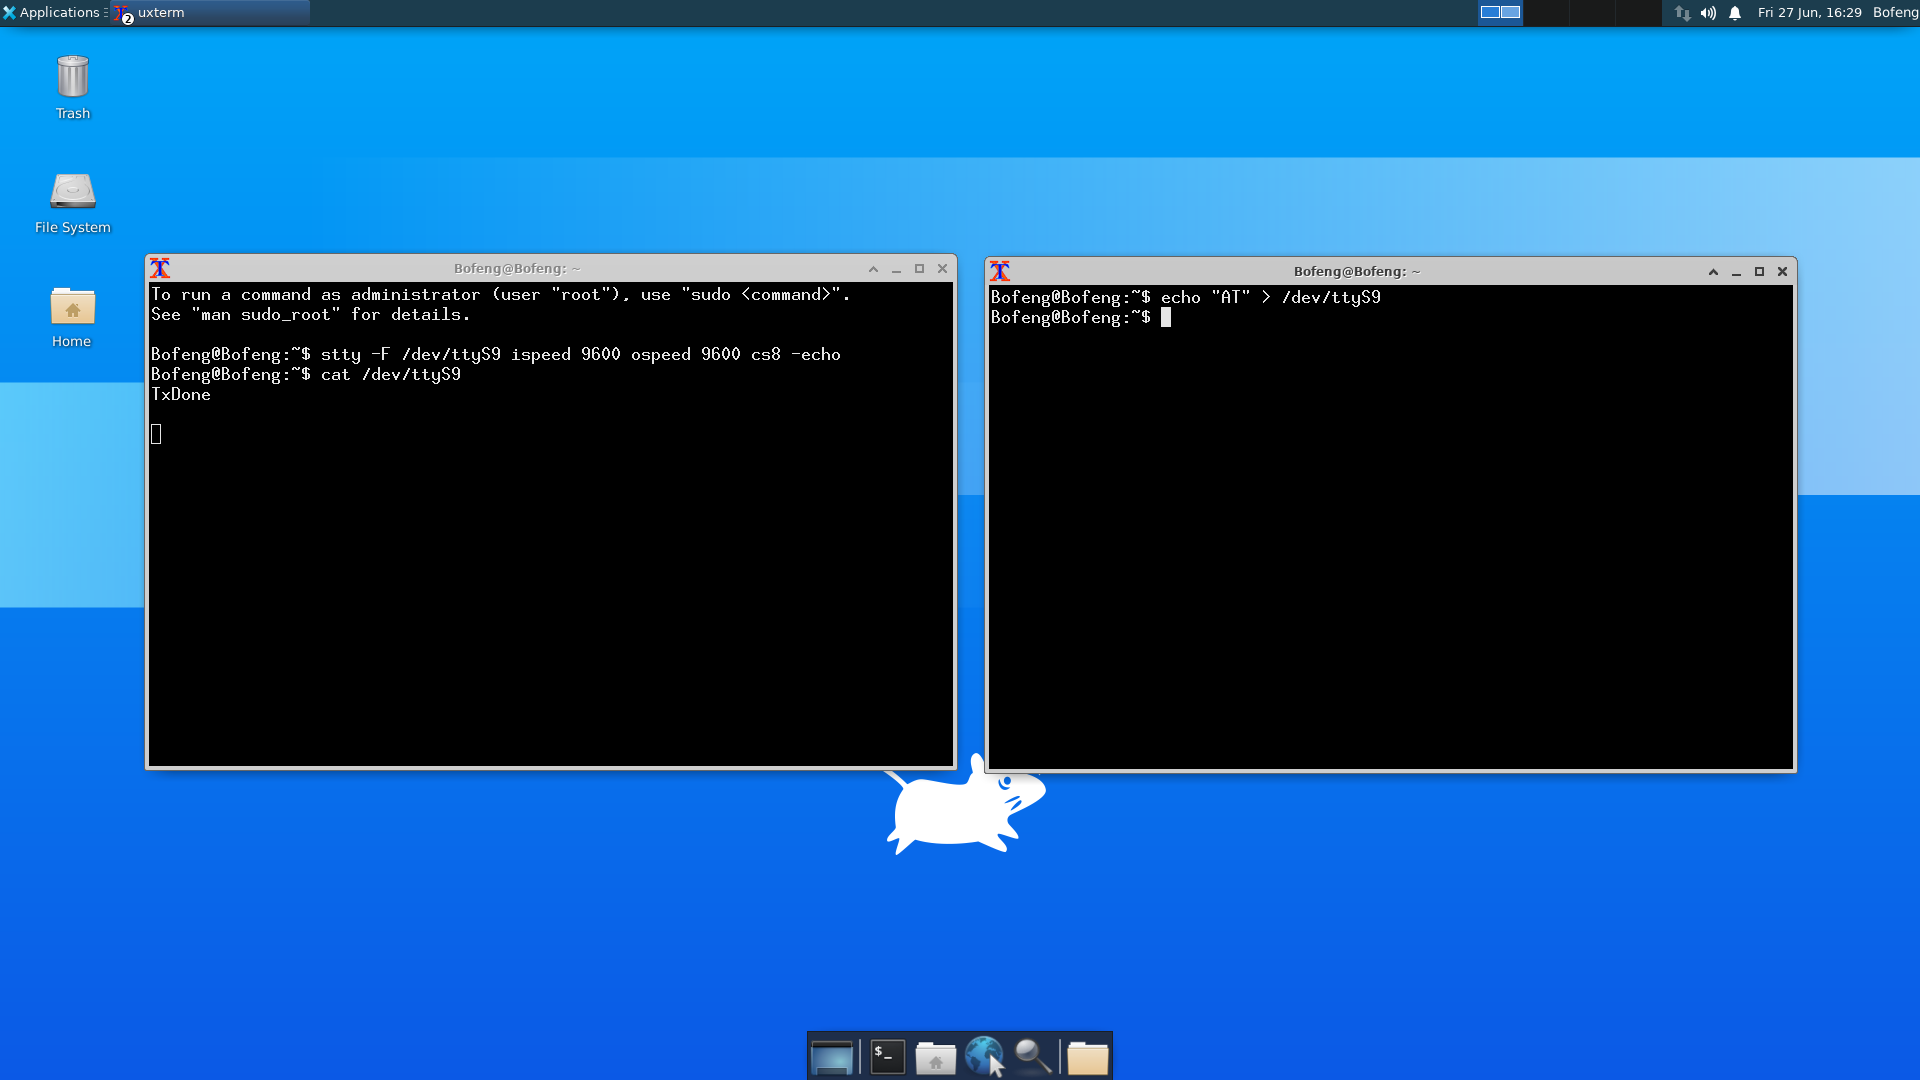 Applications
2
uxterm
Fri 27 Jun, 16:29
Bofeng
Trash
File System
Home
Bofeng@Bofeng: ~
To run a command as administrator (user "root"), use "sudo <command>".
See "man sudo_root" for details.
Bofeng@Bofeng:~$ stty -F /dev/ttyS9 ispeed 9600 ospeed 9600 cs8 -echo
Bofeng@Bofeng:~$ cat /dev/ttyS9
TxDone
Bofeng@Bofeng: ~
Bofeng@Bofeng:~$ echo "AT" > /dev/ttyS9
Bofeng@Bofeng:~$
$_